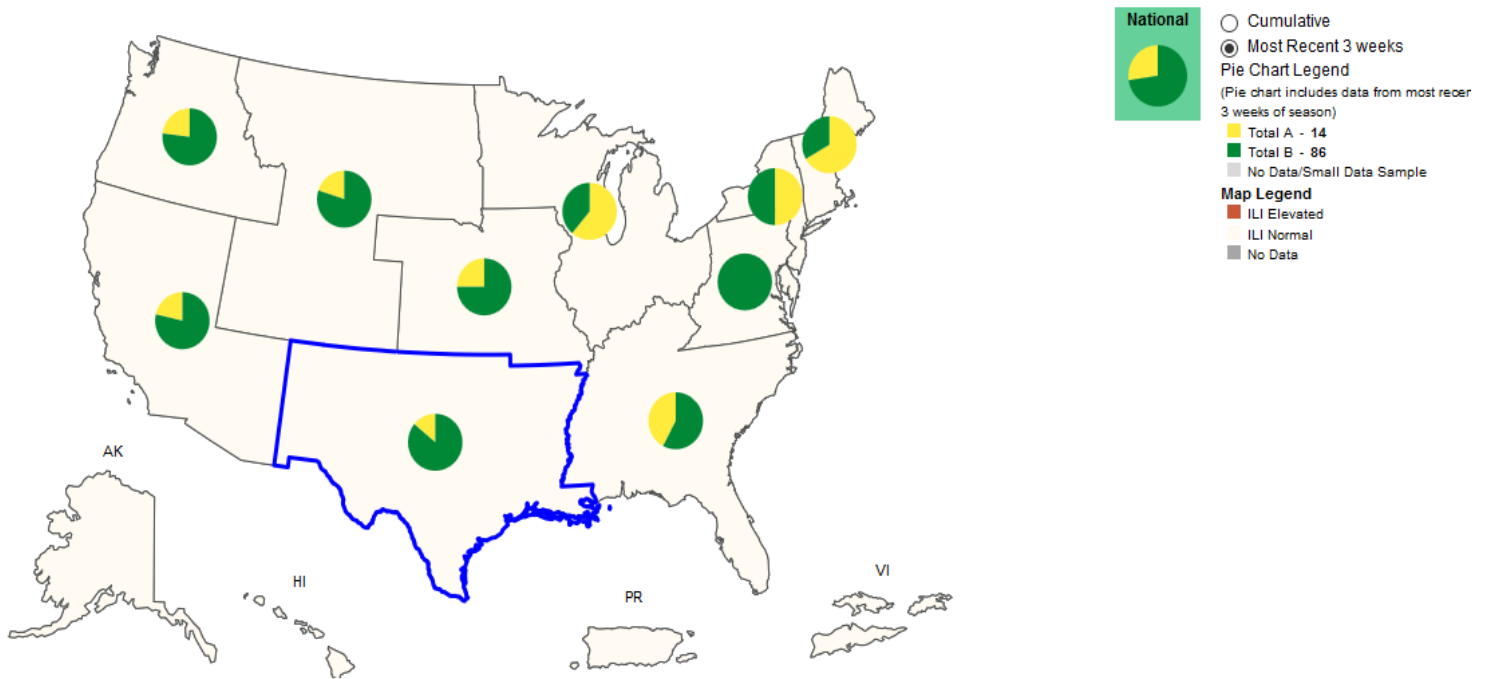 National
Cumulative
Most Recent 3 weeks
Pie Chart Legend
(Pie chart includes data from most recer
3 weeks of season)
Total A - 14
Total B - 86
No Data/Small Data Sample
Map Legend
ILI Elevated
ILI Normal
No Data
AK
HI
PR
VI